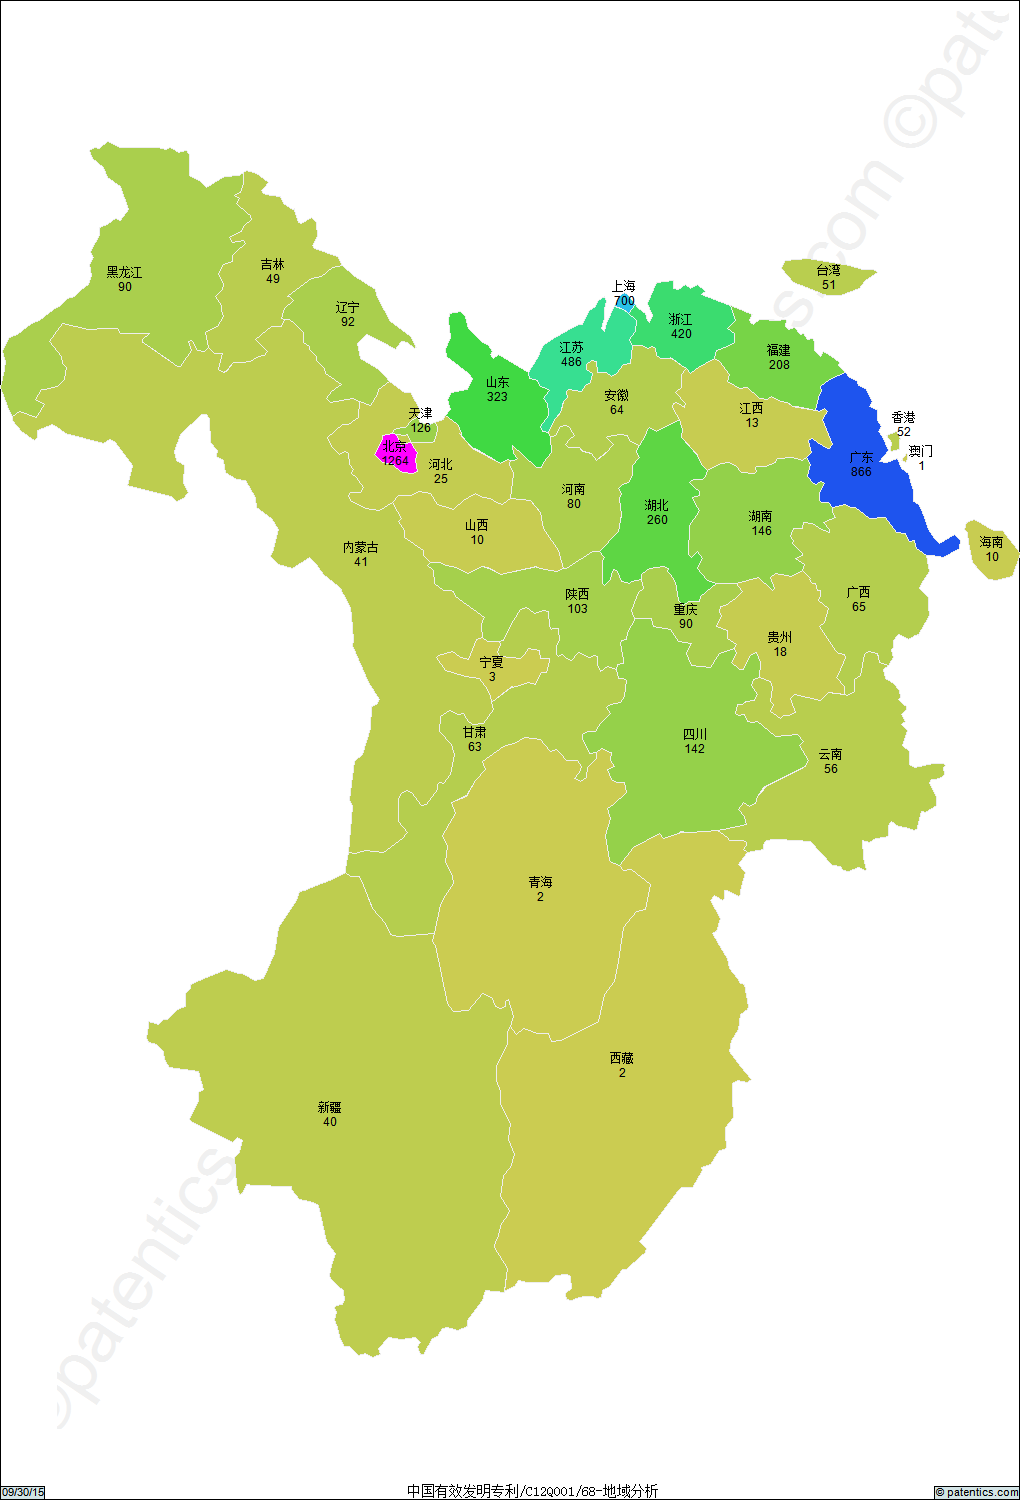 ©patentics.com ©pate
黑龙江
90
吉林
49
辽宁
92
台湾
51
上海
700
浙江
420
江苏
486
福建
208
山东
323
安徽
64
江西
13
天津
126
香港
52
北京
1264
河北
25
澳门
1
广东
866
河南
80
湖北
260
湖南
146
山西
10
内蒙古
41
海南
10
陕西
103
重庆
90
广西
65
宁夏
3
贵州
18
甘肃
63
四川
142
云南
56
青海
2
西藏
2
新疆
40
09/30/15
中国有效发明专利/C12Q001/68-地域分析
© patentics.com